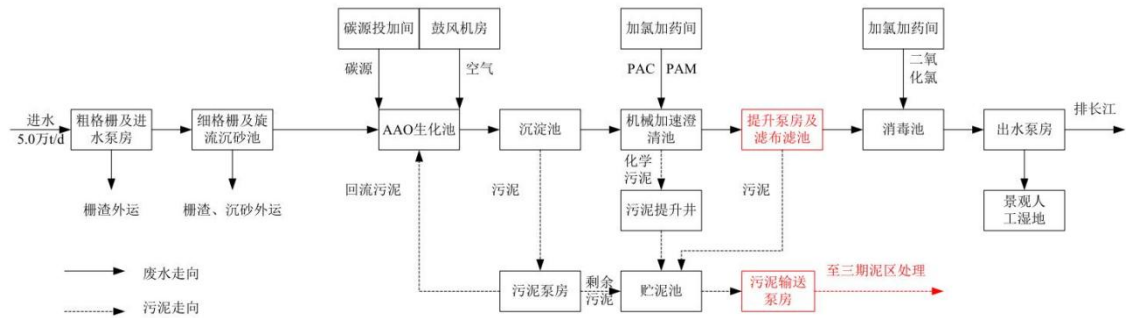 碳源投加间
鼓风机房
加氯加药间
加氯加药间
碳源
空气
PAC
PAM
二氧
化氯
进水
5.0万t/d
粗格栅及进
水泵房
细格栅及旋
流沉砂池
AAO生化池
沉淀池
机械加速澄
清池
提升泵房及
滤布滤池
消毒池
出水泵房
排长江
栅渣外运
栅渣、沉砂外运
回流污泥
污泥
化学
污泥
污泥
污泥提升井
景观人
工湿地
废水走向
污泥走向
污泥泵房
剩余
污泥
贮泥池
污泥输送
泵房
至三期泥区处理